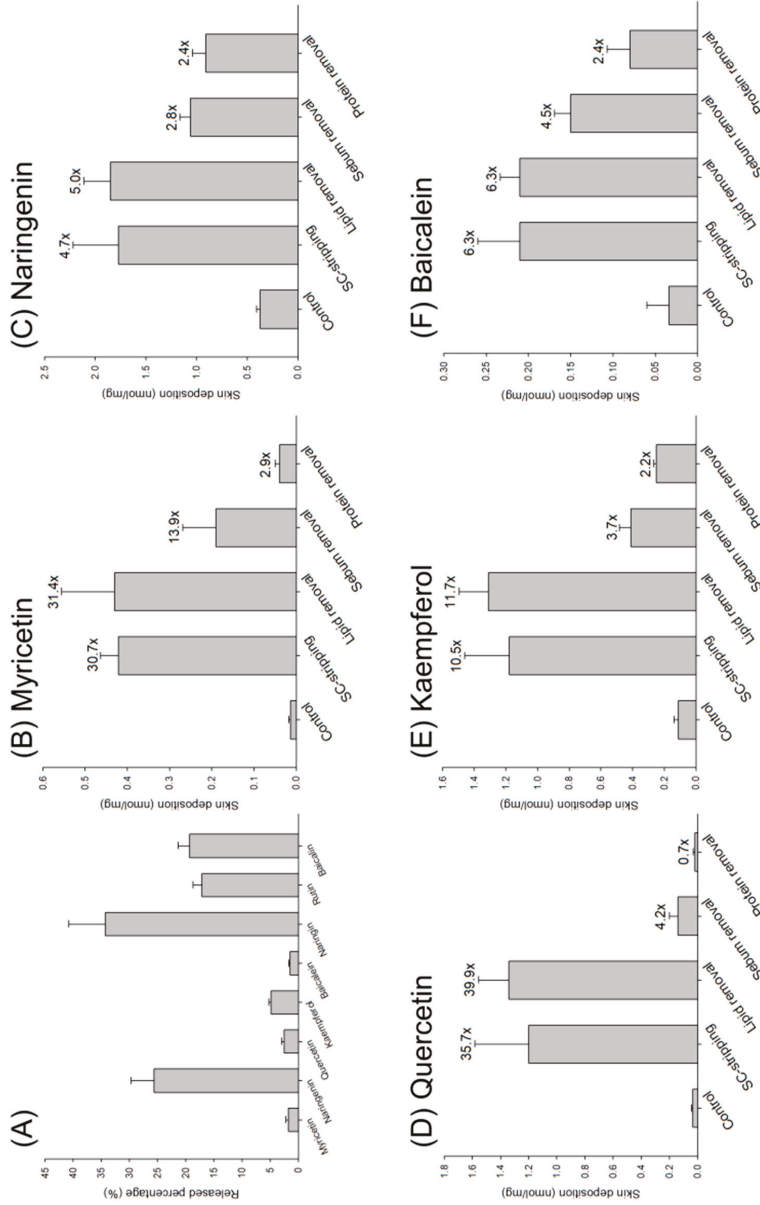 (A)
Released percentage (%)
45
40
35
30
25
20
15
10
5
0
Myricetin
Naringenin
Quercetin
Kaempferol
Baicalein
Naringin
Rutin
Baicalin
(B) Myricetin
Skin deposition (nmol/mg)
0.6
0.5
0.4
0.3
0.2
0.1
0.0
30.7x
31.4x
13.9x
2.9x
Control
SC-stripping
Lipid removal
Sebum removal
Protein removal
(C) Naringenin
Skin deposition (nmol/mg)
2.5
2.0
1.5
1.0
0.5
0.0
4.7x
5.0x
2.8x
2.4x
Control
SC-stripping
Lipid removal
Sebum removal
Protein removal
(D) Quercetin
Skin deposition (nmol/mg)
1.8
1.6
1.4
1.2
1.0
0.8
0.6
0.4
0.2
0.0
35.7x
39.9x
4.2x
0.7x
Control
SC-stripping
Lipid removal
Sebum removal
Protein removal
(E) Kaempferol
Skin deposition (nmol/mg)
1.6
1.4
1.2
1.0
0.8
0.6
0.4
0.2
0.0
10.5x
11.7x
3.7x
2.2x
Control
SC-stripping
Lipid removal
Sebum removal
Protein removal
(F) Baicalein
Skin deposition (nmol/mg)
0.30
0.25
0.20
0.15
0.10
0.05
0.00
6.3x
6.3x
4.5x
2.4x
Control
SC-stripping
Lipid removal
Sebum removal
Protein removal